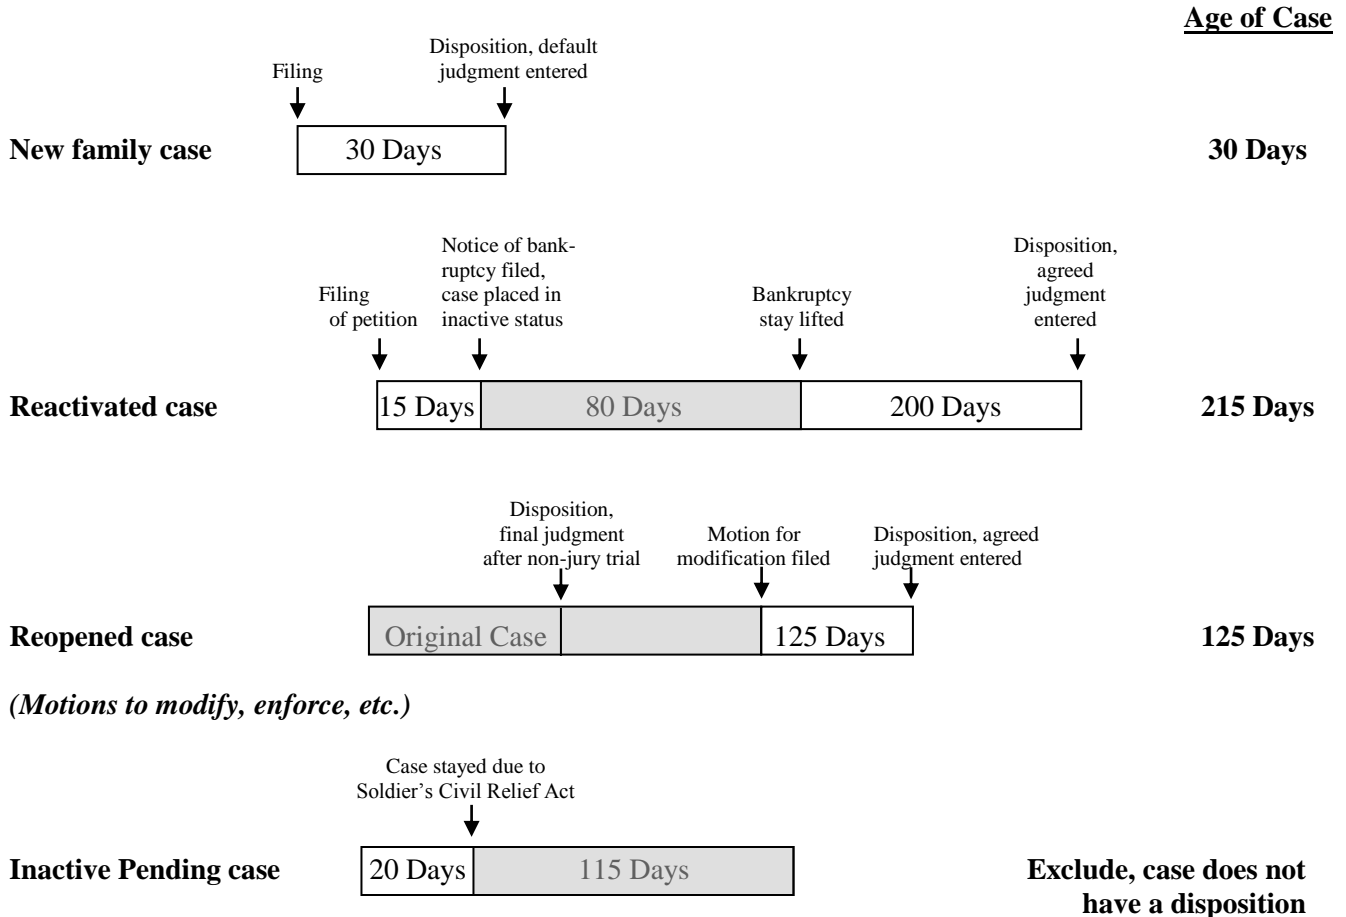 Age of Case
Disposition, default
judgment entered
Filing
New family case
30 Days
30 Days
Notice of bank-
ruptcy filed,
case placed in
inactive status
Filing
of petition
Bankruptcy
stay lifted
Disposition,
agreed
judgment
entered
Reactivated case
15 Days
80 Days
200 Days
215 Days
Disposition,
final judgment
after non-jury trial
Motion for
modification filed
Disposition, agreed
judgment entered
Reopened case
Original Case
125 Days
125 Days
(Motions to modify, enforce, etc.)
Case stayed due to
Soldier's Civil Relief Act
Inactive Pending case
20 Days
115 Days
Exclude, case does not
have a disposition